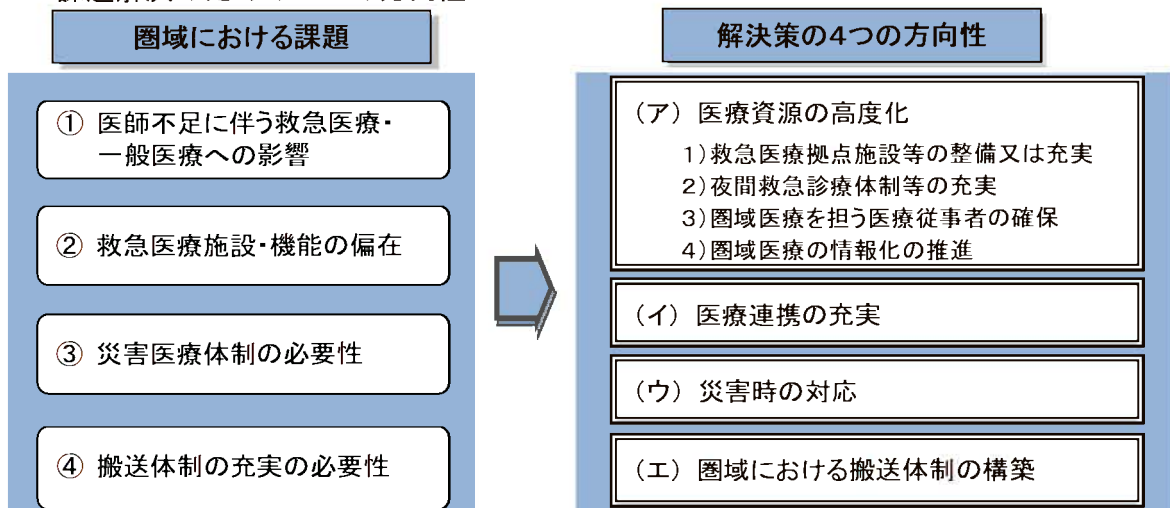 圏域における課題
① 医師不足に伴う救急医療・
一般医療への影響
② 救急医療施設・機能の偏在
③ 災害医療体制の必要性
④ 搬送体制の充実の必要性
解決策の4つの方向性
(ア) 医療資源の高度化
1)救急医療拠点施設等の整備又は充実
2)夜間救急診療体制等の充実
3)圏域医療を担う医療従事者の確保
4)圏域医療の情報化の推進
(イ) 医療連携の充実
(ウ) 災害時の対応
(エ) 圏域における搬送体制の構築